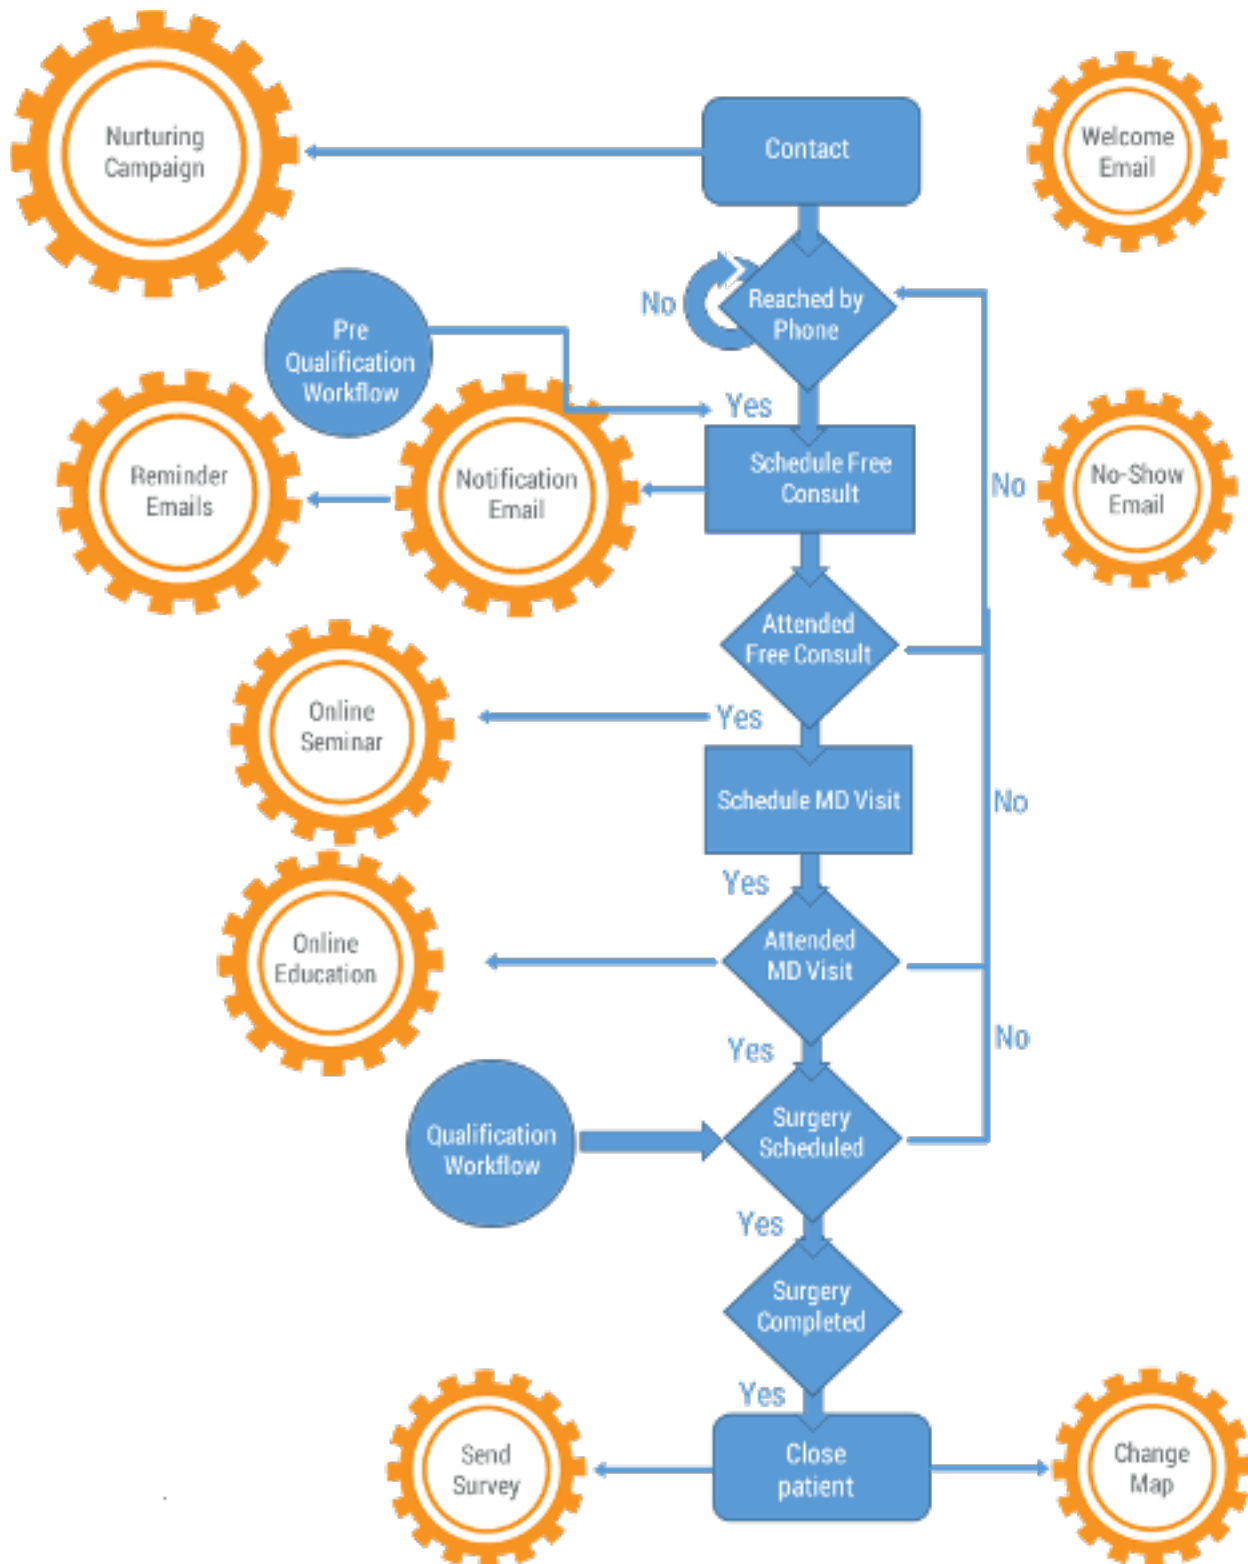 Nurturing
Campaign
Contact
Welcome
Email
No
Reached by
Phone
Pre
Qualification
Workflow
Yes
Reminder
Emails
Notification
Email
Schedule Free
Consult
No
No-Show
Email
Attended
Free Consult
Online
Seminar
Yes
Schedule MD Visit
No
Yes
Online
Education
Attended
MD Visit
Yes
No
Qualification
Workflow
Surgery
Scheduled
Yes
Surgery
Completed
Yes
Send
Survey
Close
patient
Change
Map